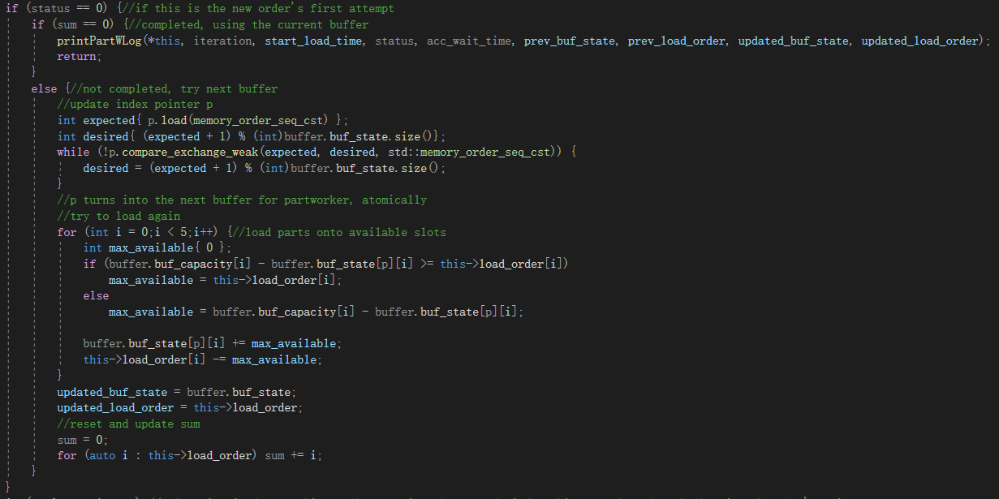 if (status == 0) {//if this is the new order's first attempt
if (sum == 0) {//completed, using the current buffer
printPartWLog(*this, iteration, start_load_time, status, acc_wait_time, prev_buf_state, prev_load_order, updated_buf_state, updated_load_order);
return;
}
else {//not completed, try next buffer
//update index pointer p
int expected{ p.load(memory_order_seq_cst) };
int desired{ (expected + 1) % (int)buffer.buf_state.size()};
while (!p.compare_exchange_weak(expected, desired, std::memory_order_seq_cst)) {
desired = (expected + 1) % (int)buffer.buf_state.size();
}
//p turns into the next buffer for partworker, atomically
//try to load again
for (int i = 0;i < 5;i++) {//load parts onto available slots
int max_available{ 0 };
if (buffer.buf_capacity[i] - buffer.buf_state[p][i] >= this->load_order[i])
max_available = this->load_order[i];
else
max_available = buffer.buf_capacity[i] - buffer.buf_state[p][i];
buffer.buf_state[p][i] += max_available;
this->load_order[i] -= max_available;
}
updated_buf_state = buffer.buf_state;
updated_load_order = this->load_order;
//reset and update sum
sum = 0;
for (auto i : this->load_order) sum += i;
}
}